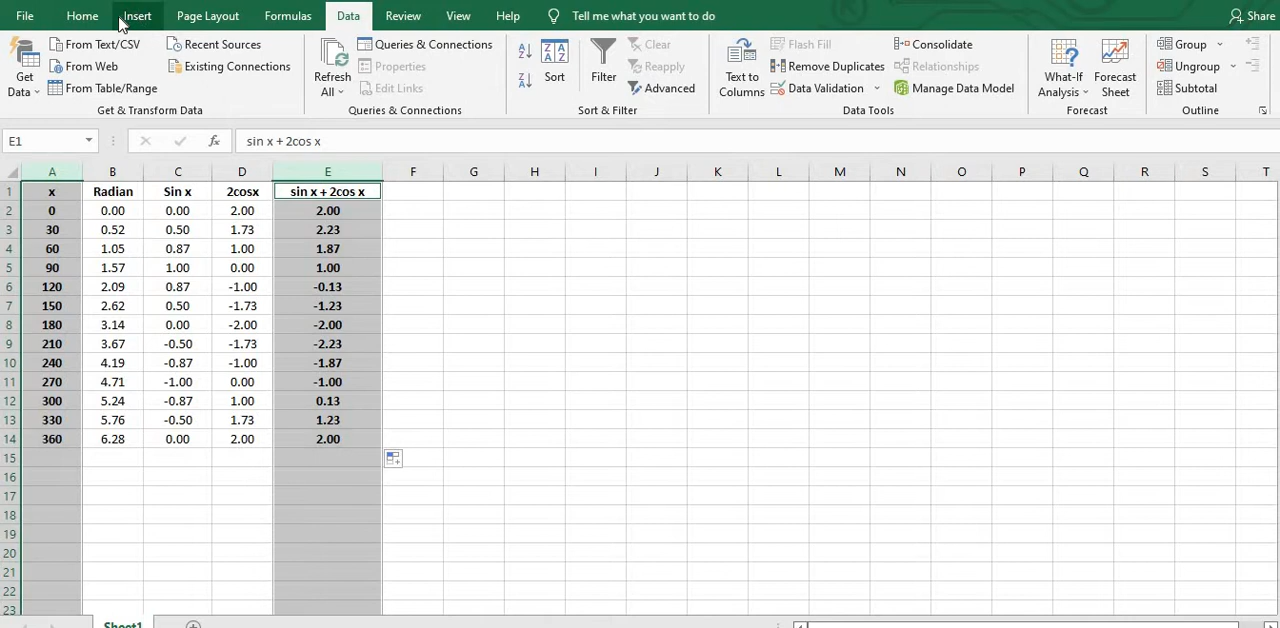 File Home Insert Page Layout Formulas Data Review View Help Tell me what you want to do Share
From Text/CSV Recent Sources Queries & Connections Clear Flash Fill Consolidate Group
Get Data From Web Existing Connections Refresh All Properties Sort Filter Reapply Text to Columns Remove Duplicates Relationships What-If Analysis Forecast Sheet Ungroup
From Table/Range Edit Links Advanced Data Validation Manage Data Model Subtotal
Get & Transform Data Queries & Connections Sort & Filter Data Tools Forecast Outline
E1 fx sin x + 2cos x
A B C D E F G H I J K L M N O P Q R S T
1 x Radian Sin x 2cosx sin x + 2cos x
2 0 0.00 0.00 2.00 2.00
3 30 0.52 0.50 1.73 2.23
4 60 1.05 0.87 1.00 1.87
5 90 1.57 1.00 0.00 1.00
6 120 2.09 0.87 -1.00 -0.13
7 150 2.62 0.50 -1.73 -1.23
8 180 3.14 0.00 -2.00 -2.00
9 210 3.67 -0.50 -1.73 -2.23
10 240 4.19 -0.87 -1.00 -1.87
11 270 4.71 -1.00 0.00 -1.00
12 300 5.24 -0.87 1.00 0.13
13 330 5.76 -0.50 1.73 1.23
14 360 6.28 0.00 2.00 2.00
15
16
17
18
19
20
21
22
23
Sheet1